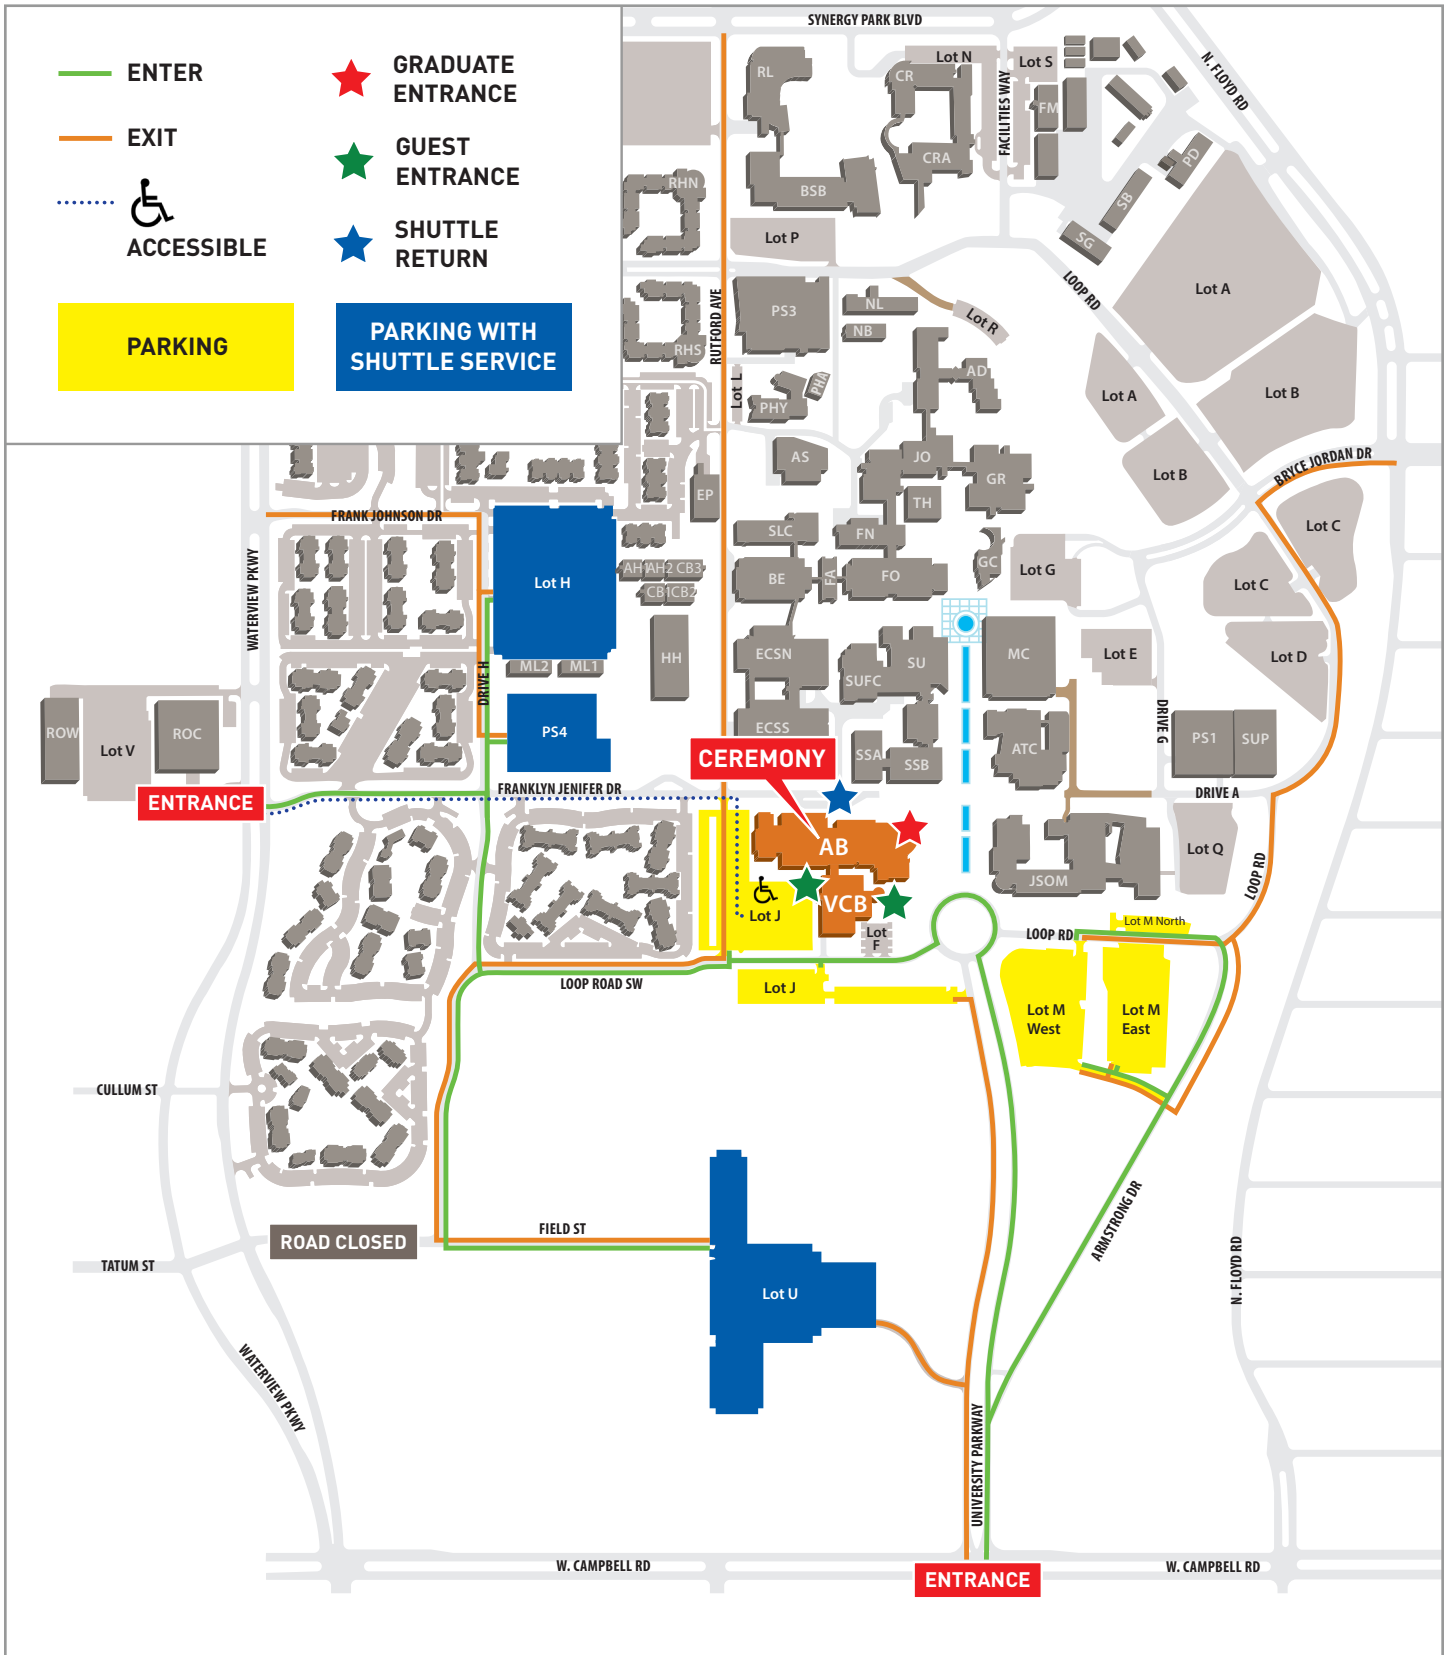 ENTER
EXIT
ACCESSIBLE
GRADUATE
ENTRANCE
GUEST
ENTRANCE
SHUTTLE
RETURN
PARKING
PARKING WITH
SHUTTLE SERVICE
SYNERGY PARK BLVD
N. FLOYD RD
RL
CR
Lot N
Lot S
FACILITIES WAY
FM
CRA
PD
RHN
BSB
SB
Lot P
SG
LOOP RD
Lot A
RUTFORD AVE
PS3
NL
NB
Lot R
RHS
Lot L
PHA
PHY
AD
Lot A
Lot B
AS
JO
GR
Lot B
BRYCE JORDAN DR
EP
TH
FRANK JOHNSON DR
SLC
FN
Lot C
WATERVIEW PKWY
Lot H
AH1
AH2
CB3
CB1
CB2
BE
FA
FO
GC
Lot G
Lot C
HH
ECSN
SU
SUFC
MC
Lot E
Lot D
ML2
ML1
DRIVE H
ROW
Lot V
ROC
PS4
ECSS
SSA
SSB
ATC
DRIVE G
PS1
SUP
CEREMONY
ENTRANCE
FRANKLYN JENIFER DR
DRIVE A
AB
Lot Q
JSOM
LOOP RD
VCB
Lot J
Lot
F
LOOP RD
Lot M North
LOOP ROAD SW
Lot J
Lot M
West
Lot M
East
CULLUM ST
ARMSTRONG DR
FIELD ST
ROAD CLOSED
TATUM ST
N. FLOYD RD
Lot U
WATERVIEW PKWY
UNIVERSITY PARKWAY
W. CAMPBELL RD
ENTRANCE
W. CAMPBELL RD